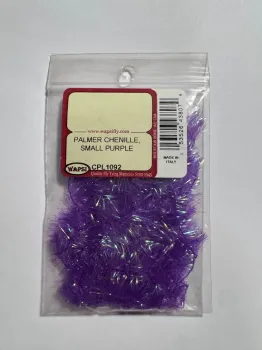 www.wapsifly.com
PALMER CHENILLE,
SMALL PURPLE
WAPSI
CPL1092
MADE IN
ITALY